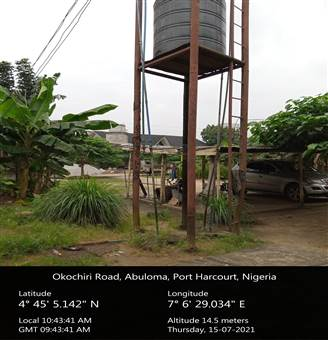 Okochiri Road, Abuloma, Port Harcourt, Nigeria
Latitude
4° 45' 5.142" N
Longitude
7° 6' 29.034" E
Local 10:43:41 AM
GMT 09:43:41 AM
Altitude 14.5 meters
Thursday, 15-07-2021